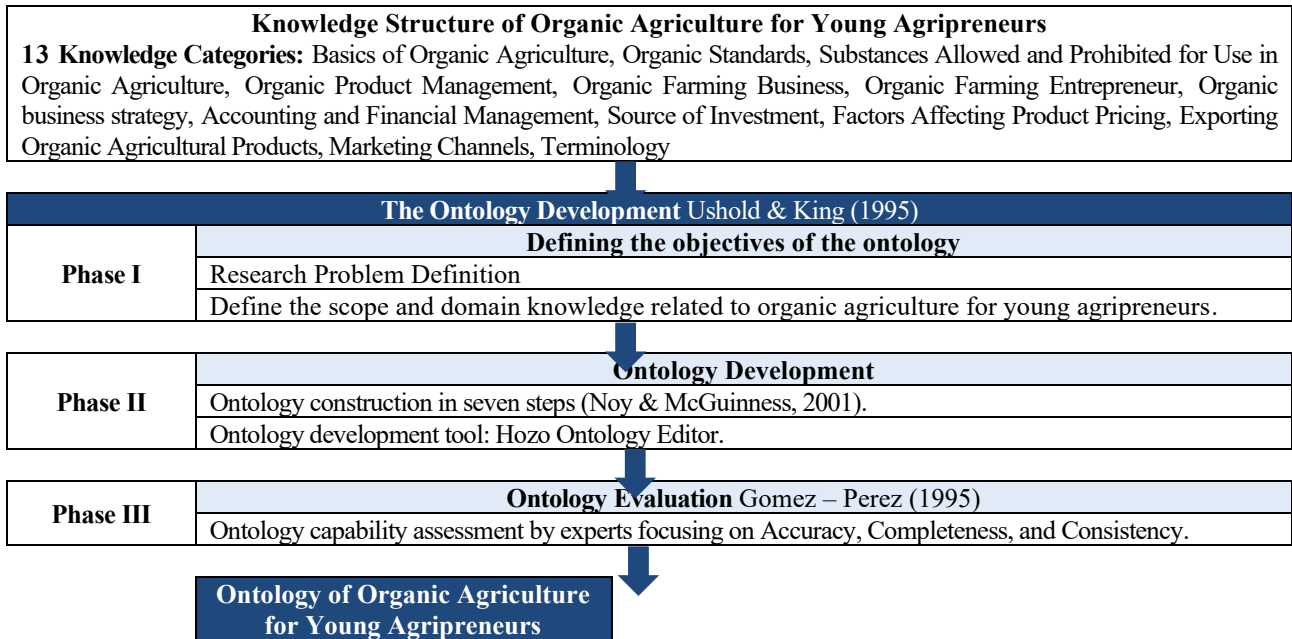 Knowledge Structure of Organic Agriculture for Young Agripreneurs
13 Knowledge Categories: Basics of Organic Agriculture, Organic Standards, Substances Allowed and Prohibited for Use in
Organic Agriculture, Organic Product Management, Organic Farming Business, Organic Farming Entrepreneur, Organic
business strategy, Accounting and Financial Management, Source of Investment, Factors Affecting Product Pricing, Exporting
Organic Agricultural Products, Marketing Channels, Terminology
The Ontology Development Ushold & King (1995)
Phase I
Defining the objectives of the ontology
Research Problem Definition
Define the scope and domain knowledge related to organic agriculture for young agripreneurs.
Phase II
Ontology Development
Ontology construction in seven steps (Noy & McGuinness, 2001).
Ontology development tool: Hozo Ontology Editor.
Phase III
Ontology Evaluation Gomez – Perez (1995)
Ontology capability assessment by experts focusing on Accuracy, Completeness, and Consistency.
Ontology of Organic Agriculture
for Young Agripreneurs